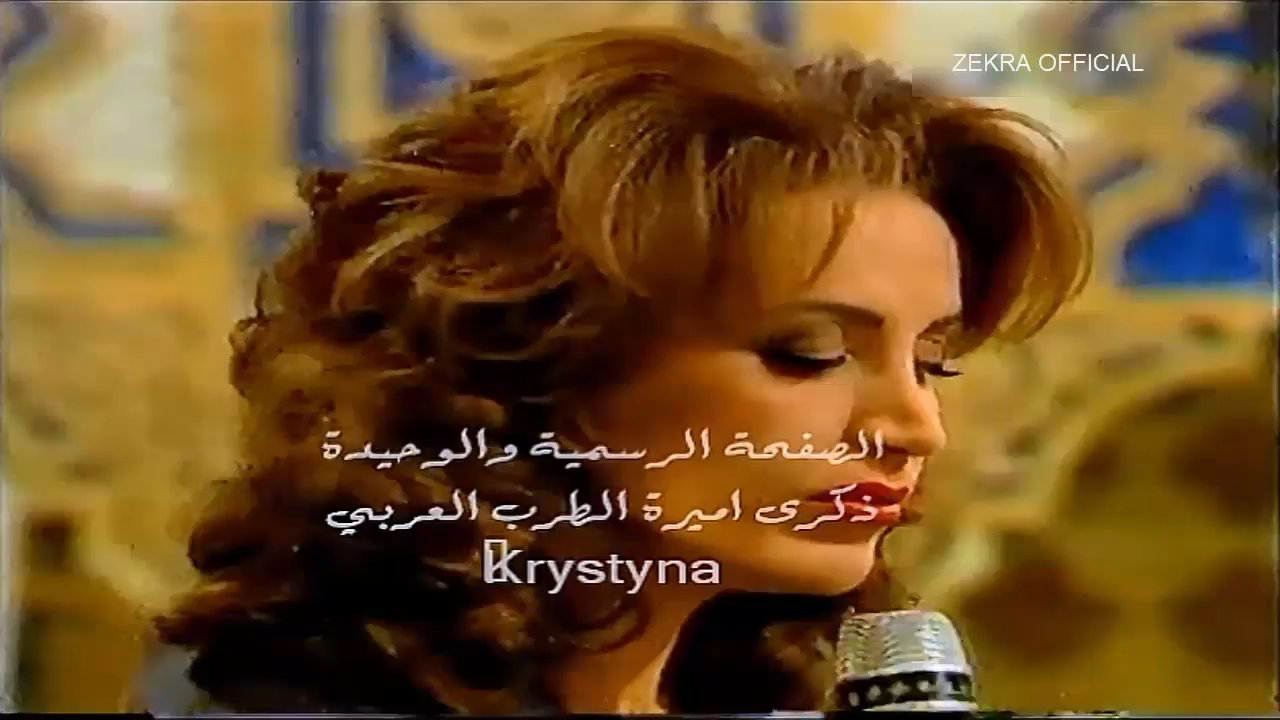 ZEKRA OFFICIAL
الصفحة الرسمية والوحيدة
ذكرى اميرة الطرب العربي
Krystyna